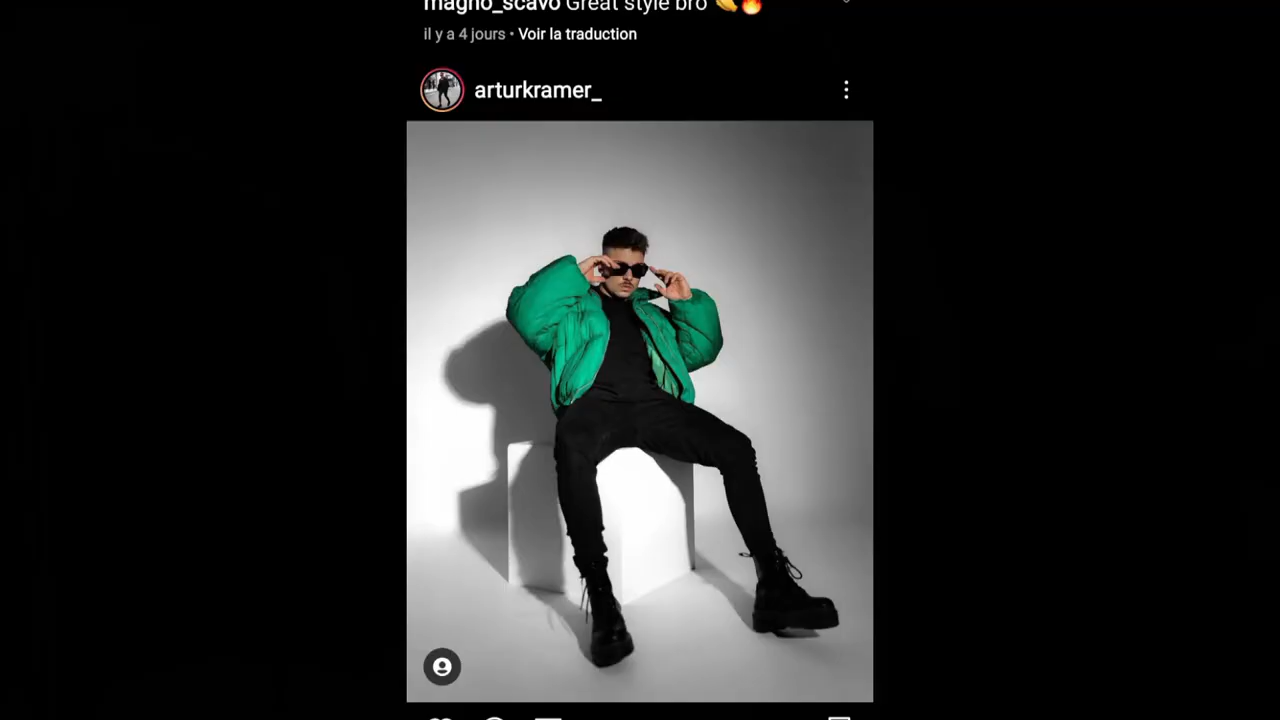 magno_scavo Great style bro
il y a 4 jours • Voir la traduction
arturkramer_